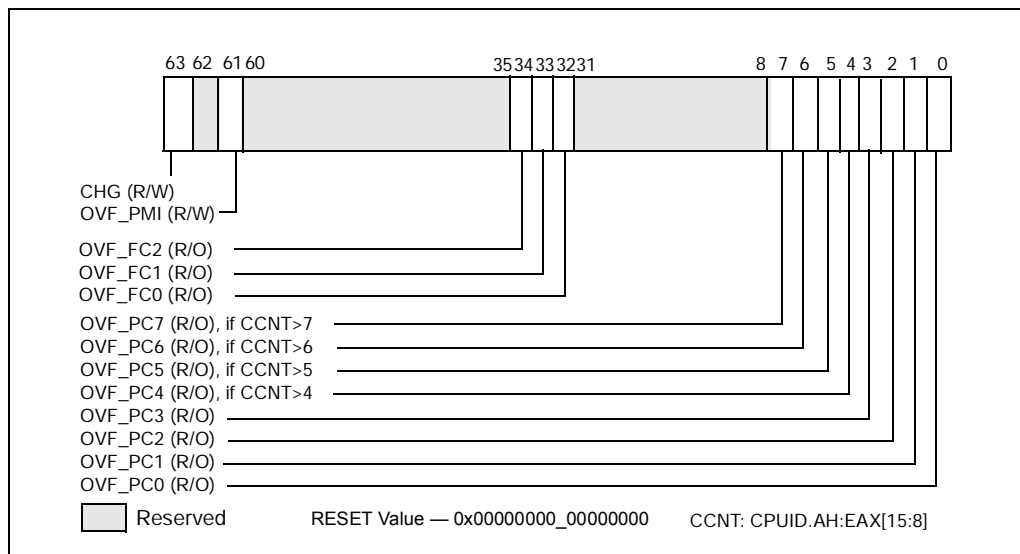 63 62 61 60 35 34 33 32 31 8 7 6 5 4 3 2 1 0
CHG (R/W)
OVF_PMI (R/W)
OVF_FC2 (R/O)
OVF_FC1 (R/O)
OVF_FC0 (R/O)
OVF_PC7 (R/O), if CCNT>7
OVF_PC6 (R/O), if CCNT>6
OVF_PC5 (R/O), if CCNT>5
OVF_PC4 (R/O), if CCNT>4
OVF_PC3 (R/O)
OVF_PC2 (R/O)
OVF_PC1 (R/O)
OVF_PC0 (R/O)
Reserved RESET Value — 0x00000000_00000000 CCNT: CPUID.AH:EAX[15:8]